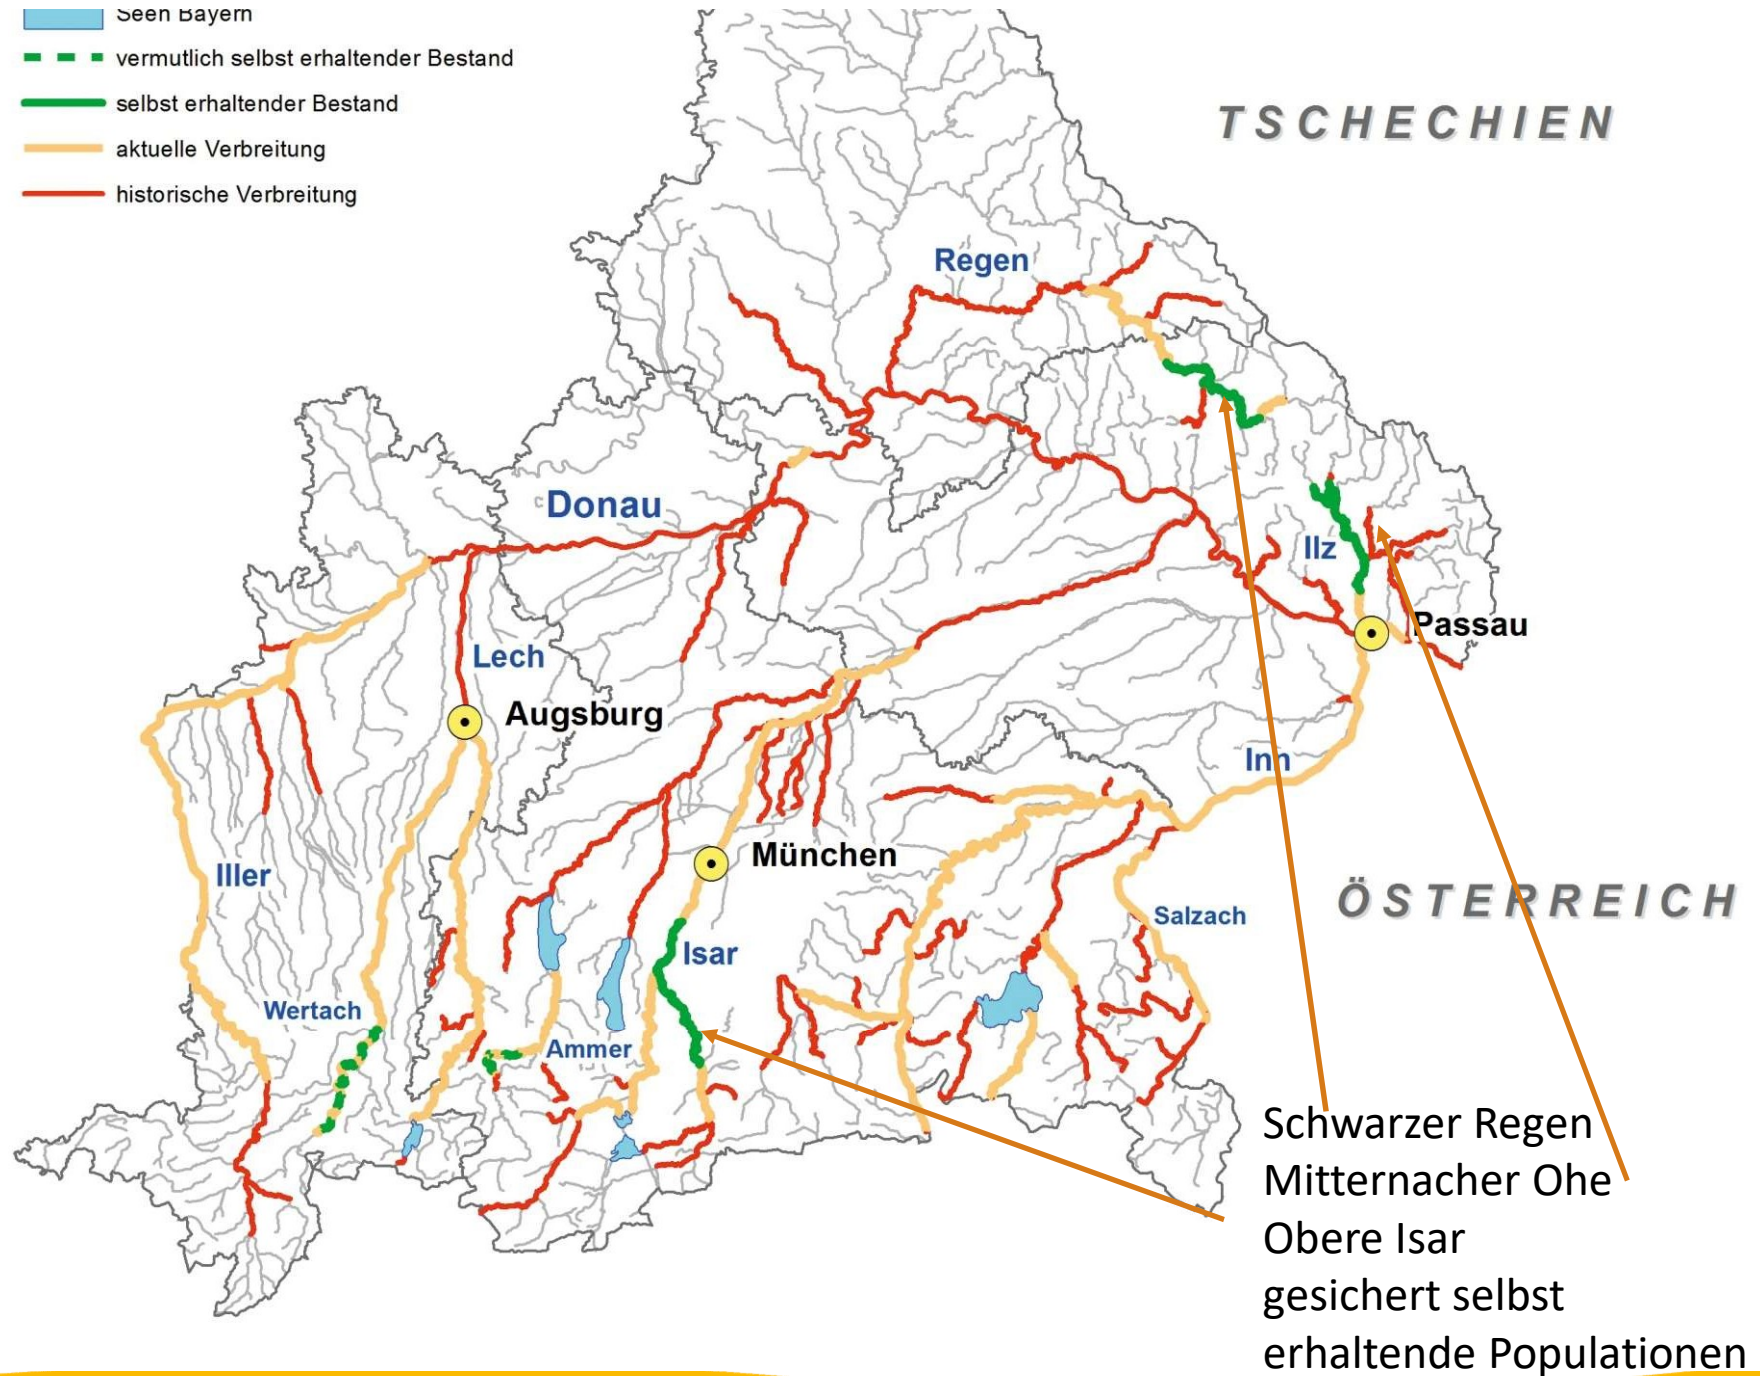 Seen Bayern
vermutlich selbst erhaltender Bestand
selbst erhaltender Bestand
aktuelle Verbreitung
historische Verbreitung
TSCHECHIEN
Regen
Donau
Ilz
Passau
Lech
Augsburg
Inn
München
Iller
ÖSTERREICH
Salzach
Isar
Wertach
Ammer
Schwarzer Regen
Mitternacher Ohe
Obere Isar
gesichert selbst
erhaltende Populationen